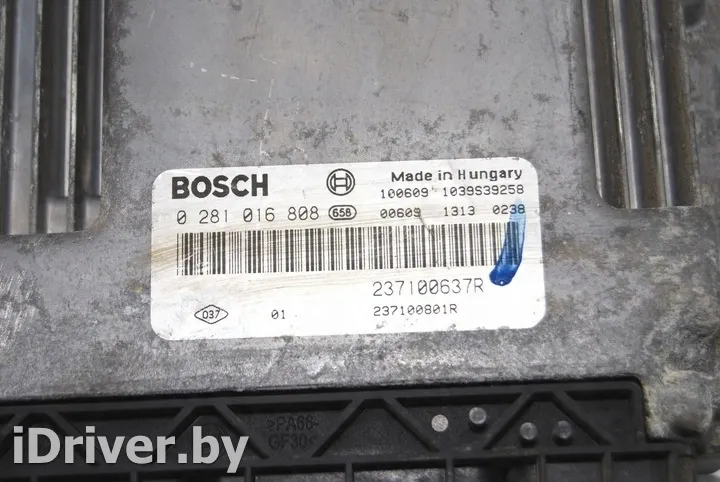 BOSCH
Made in Hungary
100609 1039S39258
0 281 016 808 658 00609 1313 0238
237100637R
037 01 237100801R
>PA66-
GF30<
iDriver.by